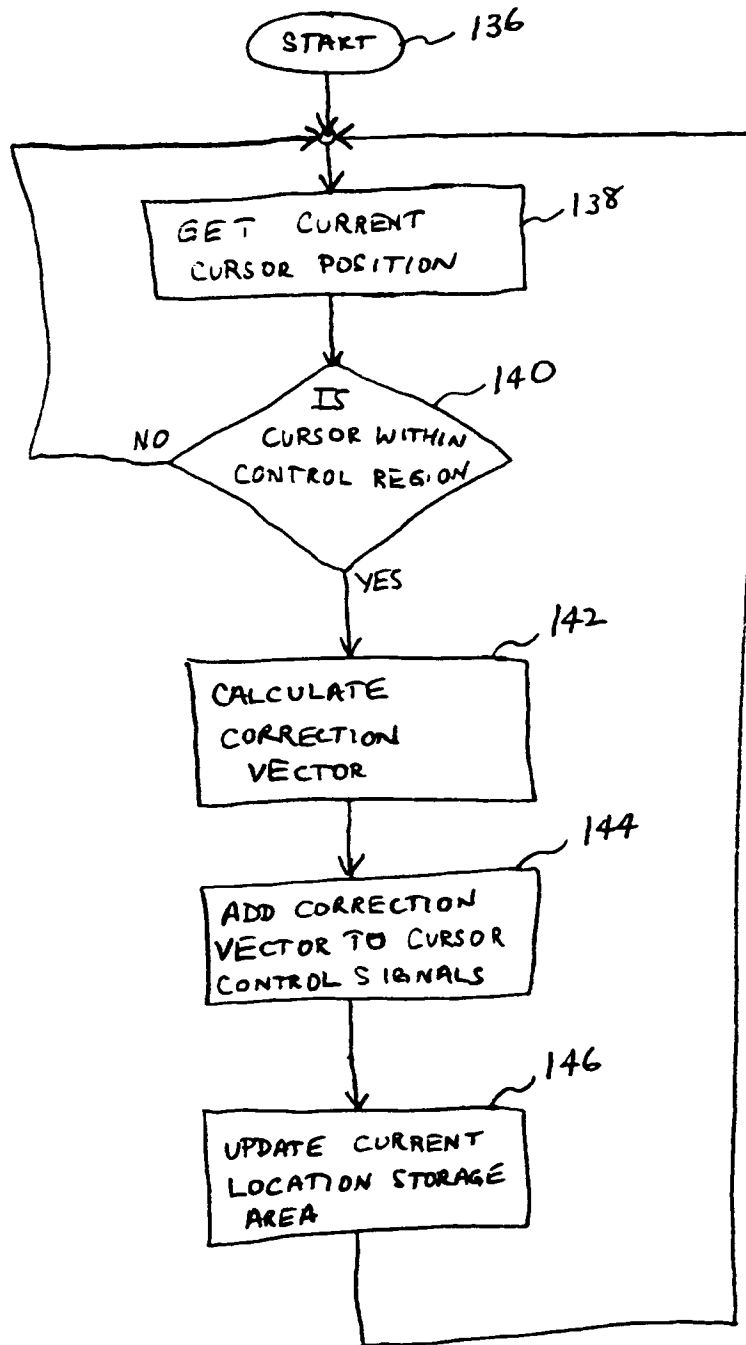 START
136
GET CURRENT
CURSOR POSITION
138
IS
CURSOR WITHIN
CONTROL REGION
140
NO
YES
142
CALCULATE
CORRECTION
VECTOR
144
ADD CORRECTION
VECTOR TO CURSOR
CONTROL SIGNALS
146
UPDATE CURRENT
LOCATION STORAGE
AREA